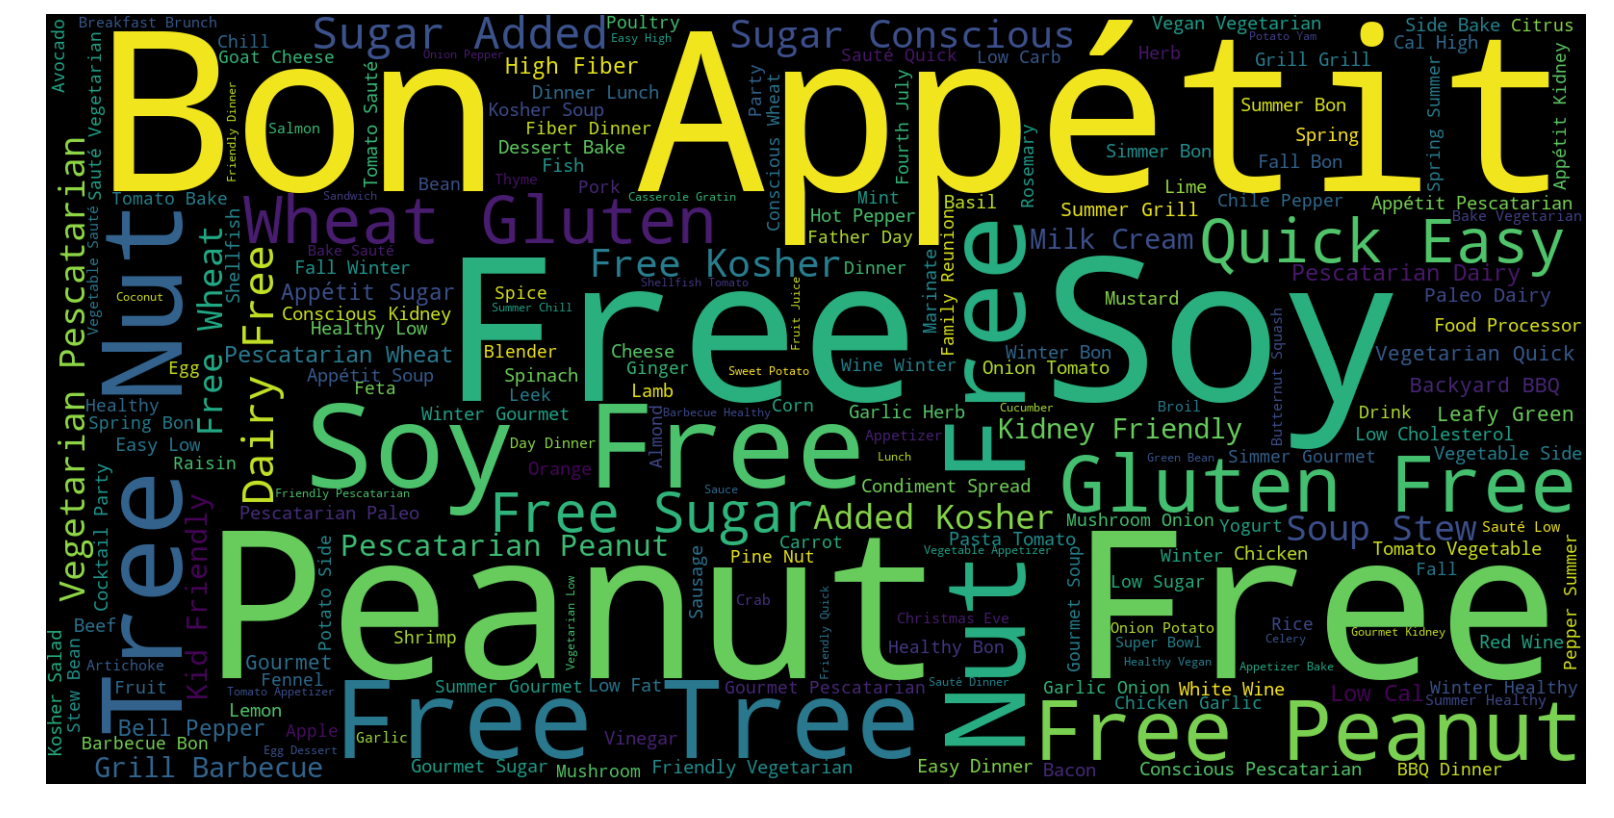 Bon Appétit
Free Soy
Peanut Free
Soy Free
Free Tree
Tree Nut
Nut Free
Free Peanut
Gluten Free
Wheat Gluten
Quick Easy
Free Sugar
Sugar Added
Sugar Conscious
Dairy Free
Vegetarian Pescatarian
Free Wheat
Free Kosher
Milk Cream
Kidney Friendly
Added Kosher
Soup Stew
Pescatarian Peanut
Kid Friendly
Grill Barbecue
Avocado
Breakfast Brunch
Chill
Goat Cheese
Sauté Vegetarian
Poultry
Easy High
Onion Pepper
High Fiber
Dinner Lunch
Kosher Soup
Fiber Dinner
Dessert Bake
Fish
Salmon
Friendly Dinner
Tomato Sauté
Bean
Thyme
Pork
Sandwich
Casserole Gratin
Party
Conscious Wheat
Sauté Quick
Low Carb
Fourth July
Herb
Vegan Vegetarian
Potato Yam
Side Bake
Citrus
Cal High
Grill Grill
Summer Bon
Spring
Spring Summer
Appétit Kidney
Rosemary
Simmer Bon
Fall Bon
Lime
Mint
Basil
Hot Pepper
Father Day
Summer Grill
Chile Pepper
Appétit Pescatarian
Bake Vegetarian
Tomato Bake
Vegetable Sauté
Shellfish
Bake Sauté
Fall Winter
Appétit Sugar
Conscious Kidney
Healthy Low
Coconut
Spice
Summer Chill
Shellfish Tomato
Dinner
Fruit Juice
Marinate
Family Reunion
Pescatarian Dairy
Paleo Dairy
Mustard
Food Processor
Butternut Squash
Vegetarian Quick
Backyard BBQ
Pescatarian Wheat
Egg
Appétit Soup
Feta
Blender
Spinach
Leek
Cheese
Ginger
Lamb
Sweet Potato
Wine Winter
Winter Bon
Onion Tomato
Healthy
Spring Bon
Easy Low
Raisin
Winter Gourmet
Day Dinner
Orange
Almond
Barbecue Healthy
Corn
Garlic Herb
Appetizer
Lunch
Cucumber
Broil
Green Bean
Drink
Leafy Green
Low Cholesterol
Simmer Gourmet
Vegetable Side
Cocktail Party
Friendly Pescatarian
Pescatarian Paleo
Sauce
Condiment Spread
Mushroom Onion
Yogurt
Sauté Low
Pasta Tomato
Vegetable Appetizer
Carrot
Pine Nut
Sausage
Crab
Winter
Chicken
Tomato Vegetable
Fall
Low Sugar
Gourmet Soup
Pepper Summer
Beef
Potato Side
Shrimp
Vegetarian Low
Friendly Quick
Christmas Eve
Healthy Bon
Onion Potato
Super Bowl
Healthy Vegan
Rice
Celery
Gourmet Kidney
Red Wine
Appetizer Bake
Kosher Salad
Stew Bean
Artichoke
Fruit
Gourmet
Fennel
Tomato Appetizer
Lemon
Bell Pepper
Apple
Garlic
Barbecue Bon
Egg Dessert
Summer Gourmet
Low Fat
Gourmet Pescatarian
Sauté Dinner
Vinegar
Gourmet Sugar
Mushroom
Friendly Vegetarian
Easy Dinner
Bacon
Garlic Onion
Chicken Garlic
White Wine
Low Cal
Winter Healthy
Summer Healthy
Conscious Pescatarian
BBQ Dinner